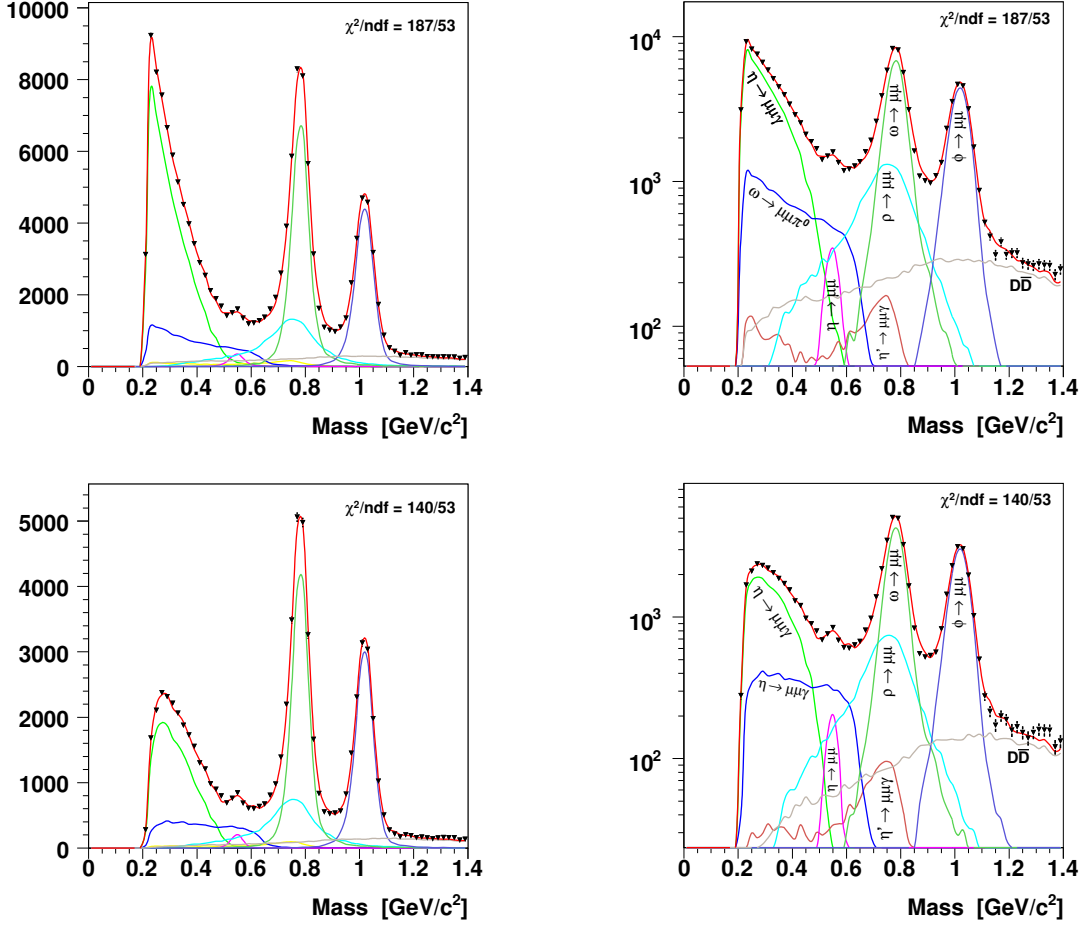 χ²/ndf = 187/53
10000
8000
6000
4000
2000
0
0 0.2 0.4 0.6 0.8 1 1.2 1.4
Mass [GeV/c²]
χ²/ndf = 187/53
10⁴
10³
10²
η → μμγ
ω → μμπ⁰
η → μμ
ρ → μμ
ω → μμ
η' → μμγ
φ → μμ
DD̅
0 0.2 0.4 0.6 0.8 1 1.2 1.4
Mass [GeV/c²]
χ²/ndf = 140/53
5000
4000
3000
2000
1000
0
0 0.2 0.4 0.6 0.8 1 1.2 1.4
Mass [GeV/c²]
χ²/ndf = 140/53
10³
10²
η → μμγ
η → μμγ
η → μμ
ρ → μμ
ω → μμ
η' → μμγ
φ → μμ
DD̅
0 0.2 0.4 0.6 0.8 1 1.2 1.4
Mass [GeV/c²]